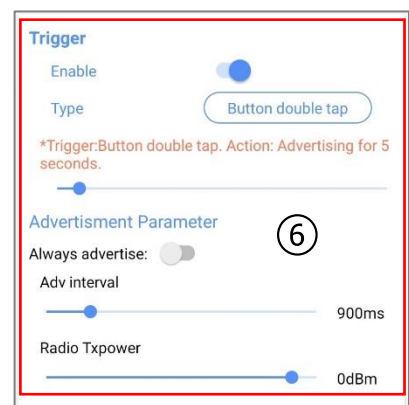 Trigger
Enable
Type
Button double tap
*Trigger:Button double tap. Action: Advertising for 5
seconds.
Advertisment Parameter
Always advertise:
⑥
Adv interval
900ms
Radio Txpower
0dBm